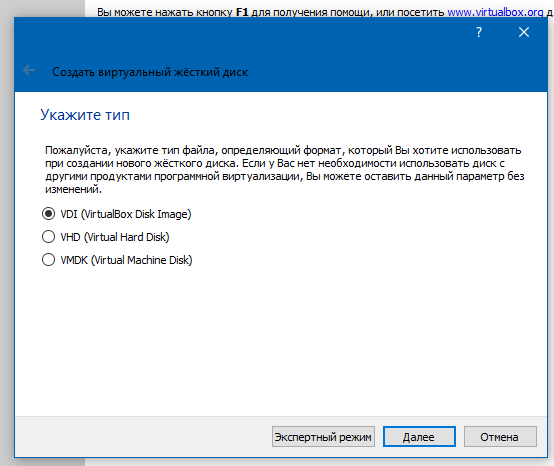 Вы можете нажать кнопку F1 для получения помощи, или посетить www.virtualbox.org д
?
Создать виртуальный жёсткий диск
Укажите тип
Пожалуйста, укажите тип файла, определяющий формат, который Вы хотите использовать
при создании нового жёсткого диска. Если у Вас нет необходимости использовать диск с
другими продуктами программной виртуализации, Вы можете оставить данный параметр без
изменений.
VDI (VirtualBox Disk Image)
VHD (Virtual Hard Disk)
VMDK (Virtual Machine Disk)
Экспертный режим Далее Отмена